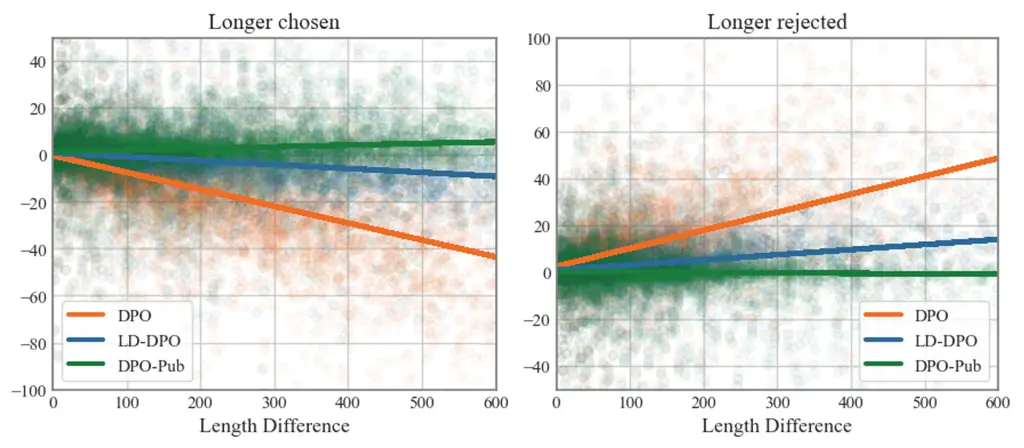 Longer chosen
40
20
0
−20
−40
−60
−80
−100
DPO
LD-DPO
DPO-Pub
0 100 200 300 400 500 600
Length Difference
Longer rejected
100
80
60
40
20
0
−20
−40
DPO
LD-DPO
DPO-Pub
0 100 200 300 400 500 600
Length Difference